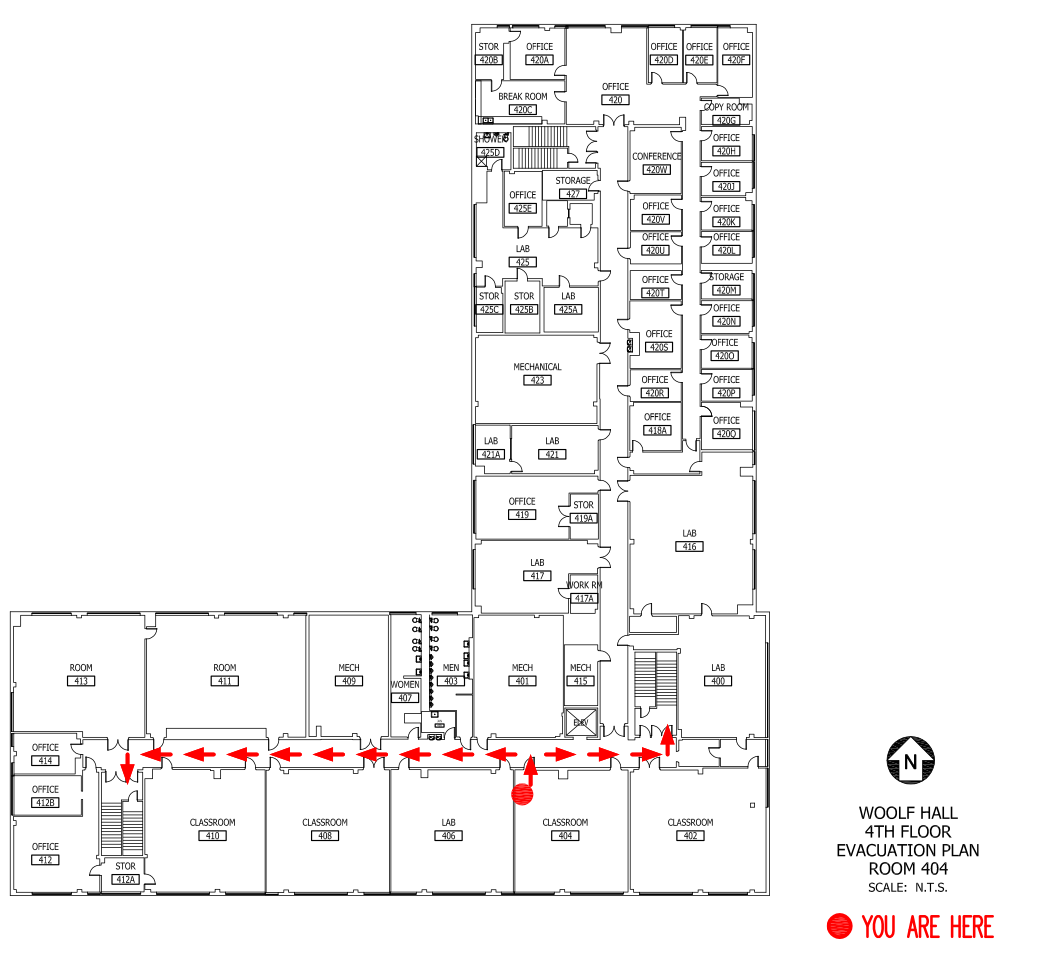 STOR
420B
OFFICE
420A
OFFICE
420D
OFFICE
420E
OFFICE
420F
OFFICE
420
BREAK ROOM
420C
COPY ROOM
420G
SHOWER
425D
OFFICE
420H
CONFERENCE
420W
STORAGE
427
OFFICE
420J
OFFICE
425E
OFFICE
420V
OFFICE
420K
OFFICE
420U
OFFICE
420L
LAB
425
OFFICE
420T
STORAGE
420M
STOR
425C
STOR
425B
LAB
425A
OFFICE
420N
OFFICE
420S
OFFICE
420O
MECHANICAL
423
OFFICE
420R
OFFICE
420P
OFFICE
418A
OFFICE
420Q
LAB
421A
LAB
421
OFFICE
419
STOR
419A
LAB
416
LAB
417
WORK RM
417A
ROOM
413
ROOM
411
MECH
409
WOMEN
407
MEN
403
MECH
401
MECH
415
LAB
400
ELEV
OFFICE
414
OFFICE
412B
OFFICE
412
STOR
412A
CLASSROOM
410
CLASSROOM
408
LAB
406
CLASSROOM
404
CLASSROOM
402
N
WOOLF HALL
4TH FLOOR
EVACUATION PLAN
ROOM 404
SCALE: N.T.S.
YOU ARE HERE